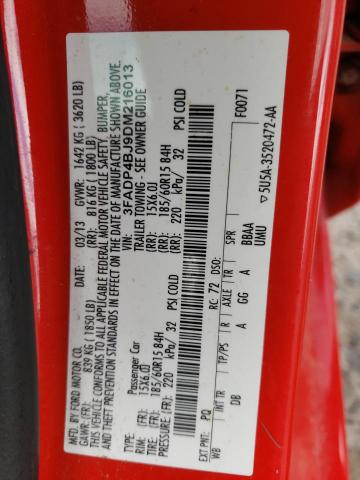 MFD. BY FORD MOTOR CO. 03/13 GVWR: 1642 KG ( 3620 LB)
GAWR:(FR): 839 KG (1850 LB) (RR): 816 KG (1800 LB)
THIS VEHICLE CONFORMS TO ALL APPLICABLE FEDERAL MOTOR VEHICLE SAFETY, BUMPER,
AND THEFT PREVENTION STANDARDS IN EFFECT ON THE DATE OF MANUFACTURE SHOWN ABOVE.
VIN: 3FADP4BJ9DM216013
Passenger Car TRAILER TOWING - SEE OWNER GUIDE
RIM: (FR): 15X6.0J (RR): 15X6.0J
TIRE: (FR): 185/60R15 84H (RR): 185/60R15 84H
PRESSURE: (FR): 220 kPa/ 32 PSI COLD (RR): 220 kPa/ 32 PSI COLD
F0071
EXT PNT: PQ RC: 72 DSO:
WB INT TR TP/PS R AXLE TR SPR
DB A GG A BBAA
UMU
▽5U5A-3520472-AA